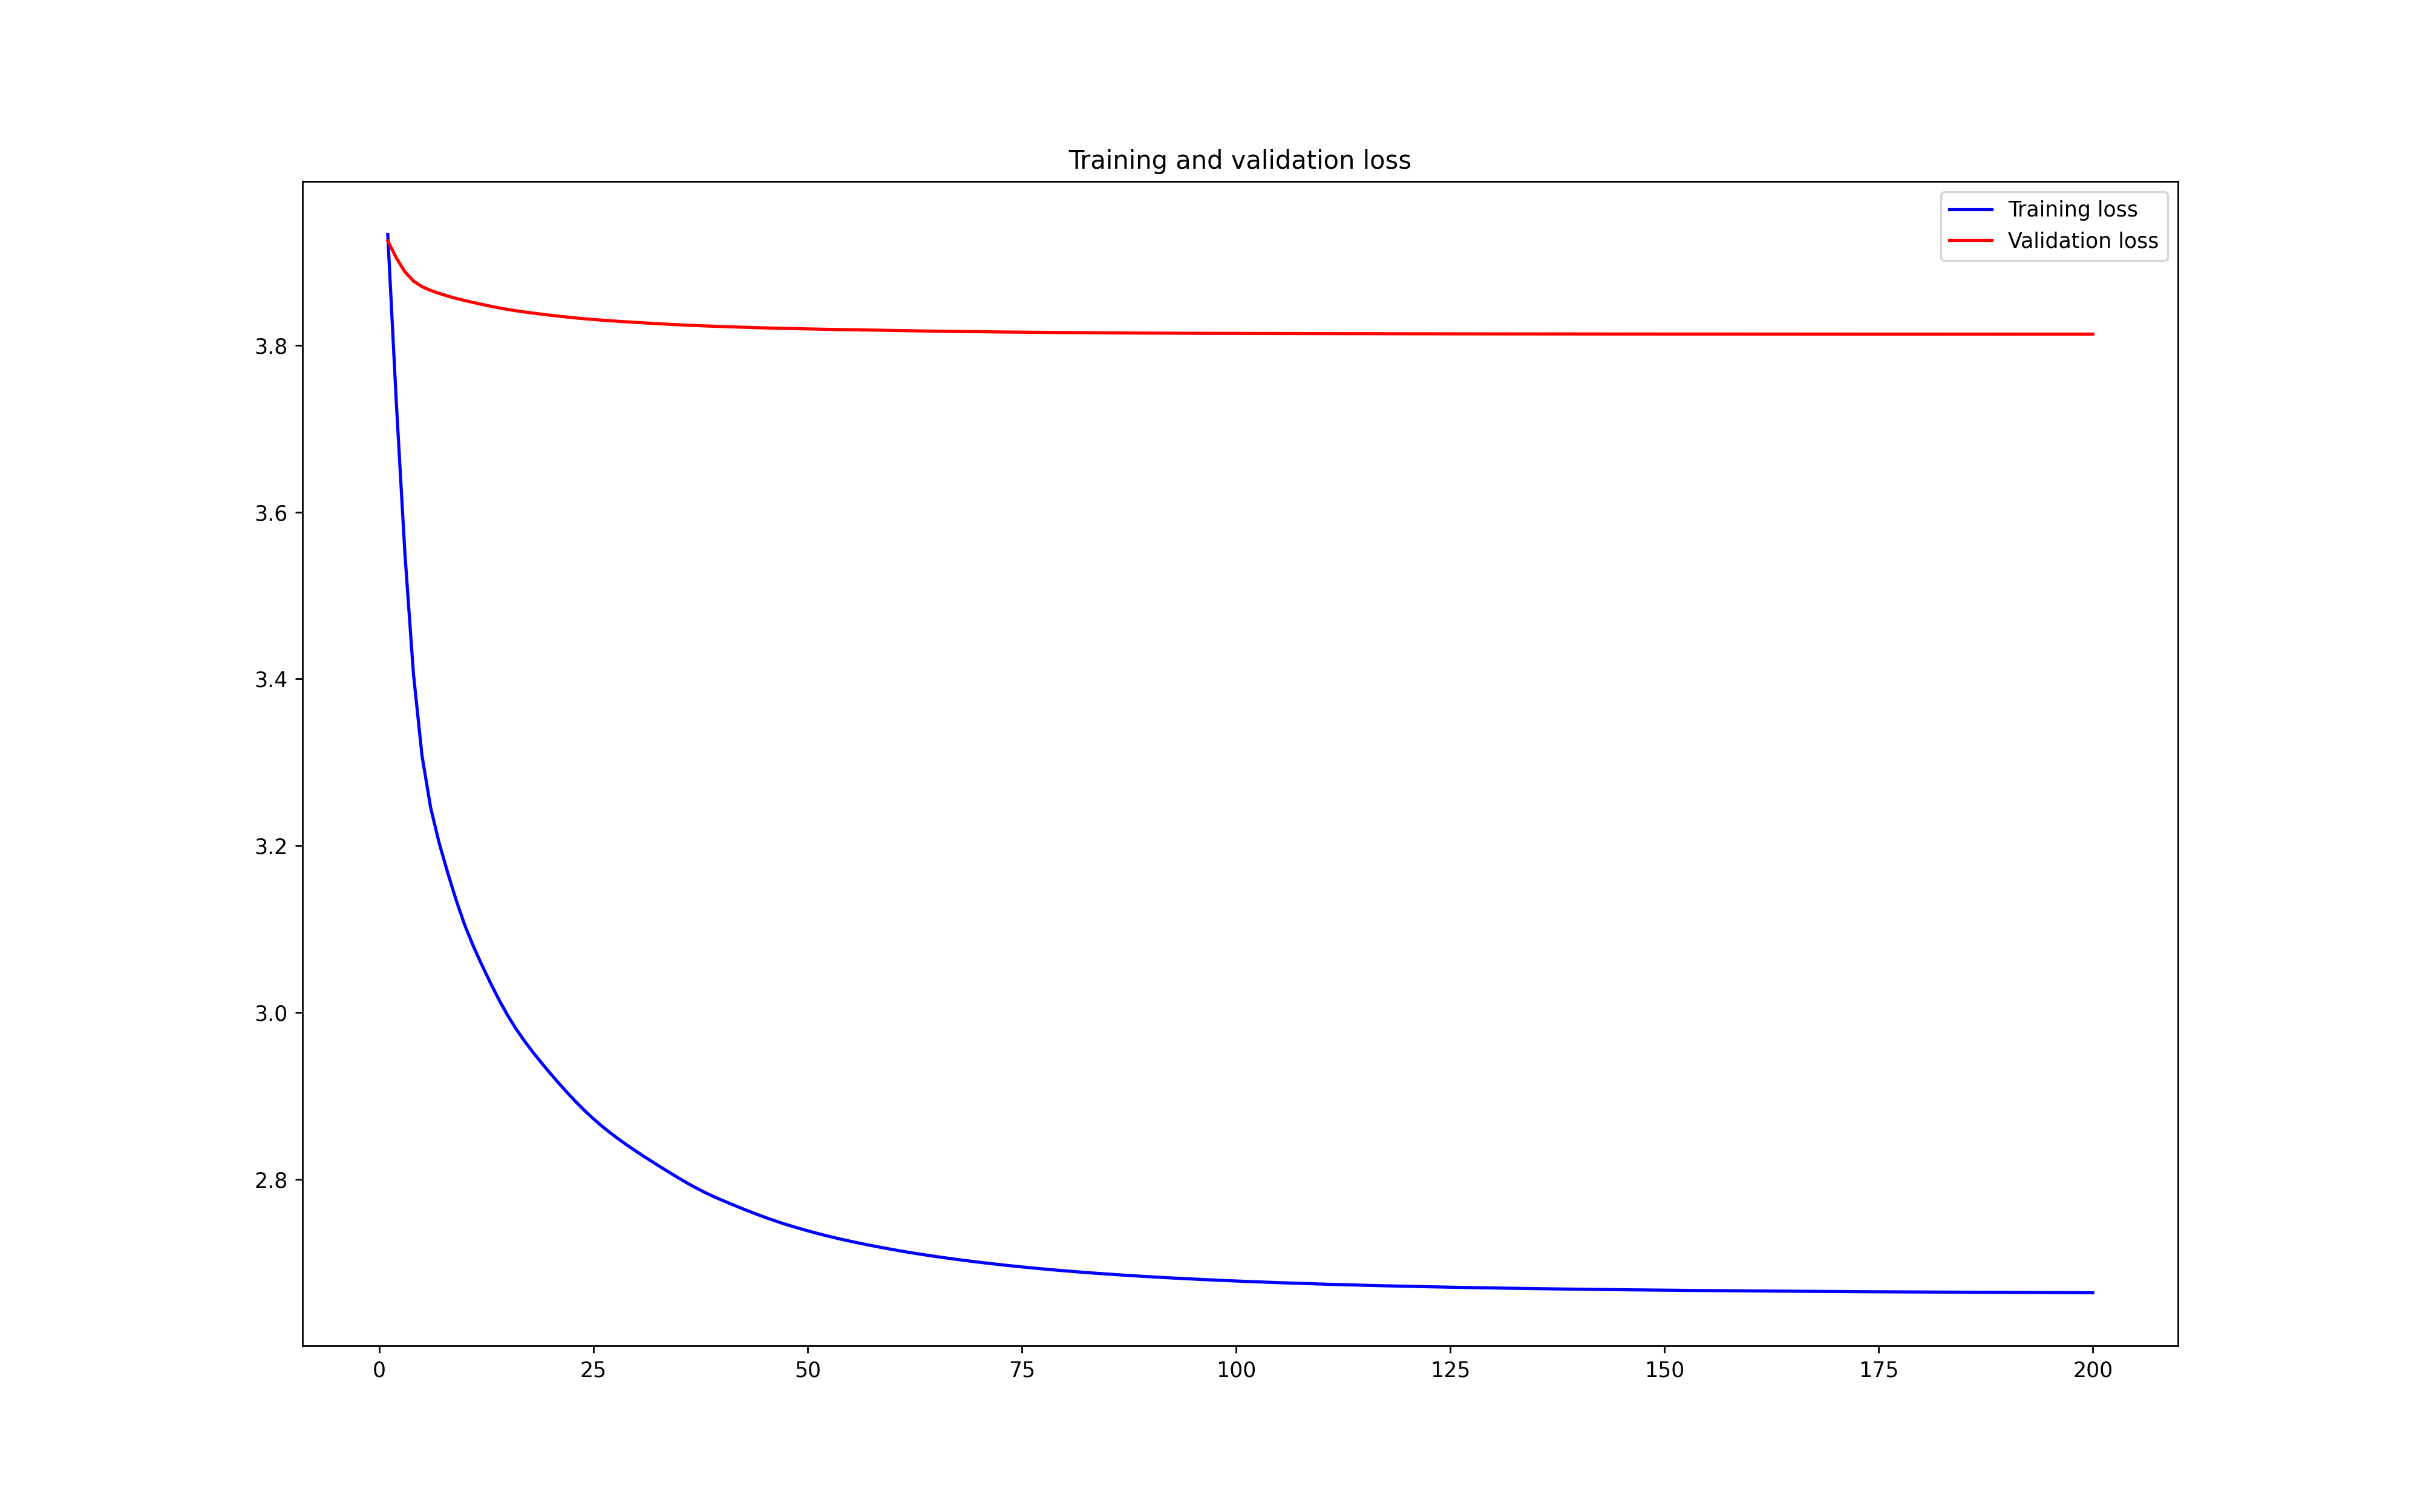 Training and validation loss
Training loss
Validation loss
3.8
3.6
3.4
3.2
3.0
2.8
0 25 50 75 100 125 150 175 200